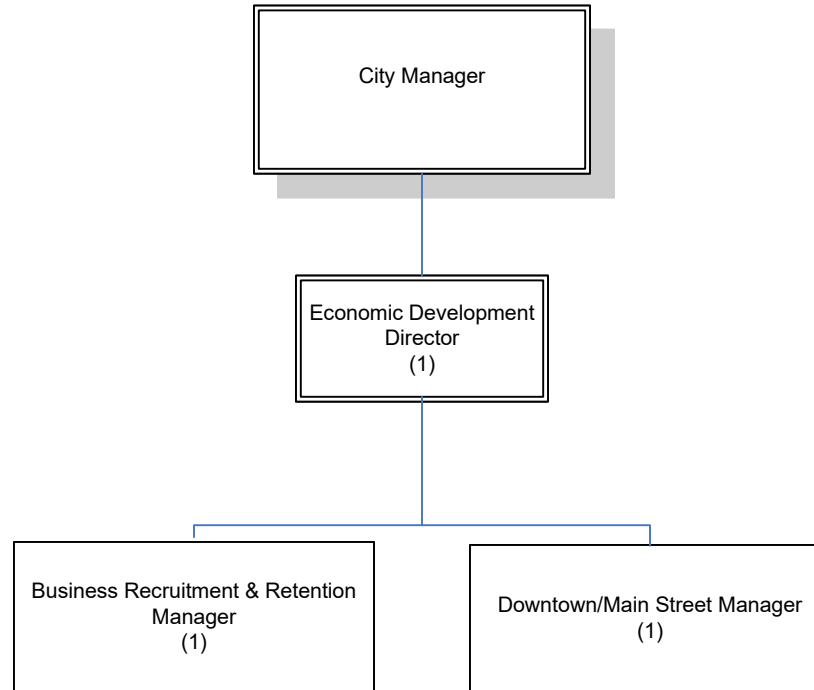 City Manager
Economic Development
Director
(1)
Business Recruitment & Retention
Manager
(1)
Downtown/Main Street Manager
(1)